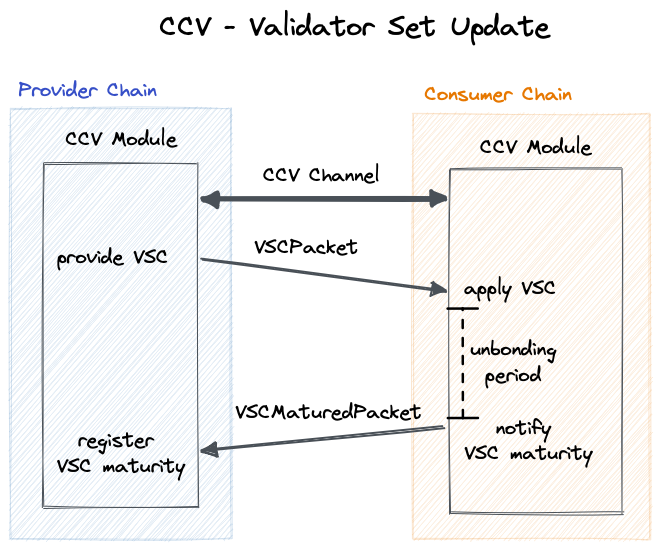 CCV - Validator Set Update
Provider Chain
Consumer Chain
CCV Module
CCV Module
CCV Channel
VSCPacket
provide VSC
apply VSC
unbonding
period
VSCMaturedPacket
register
VSC maturity
notify
VSC maturity